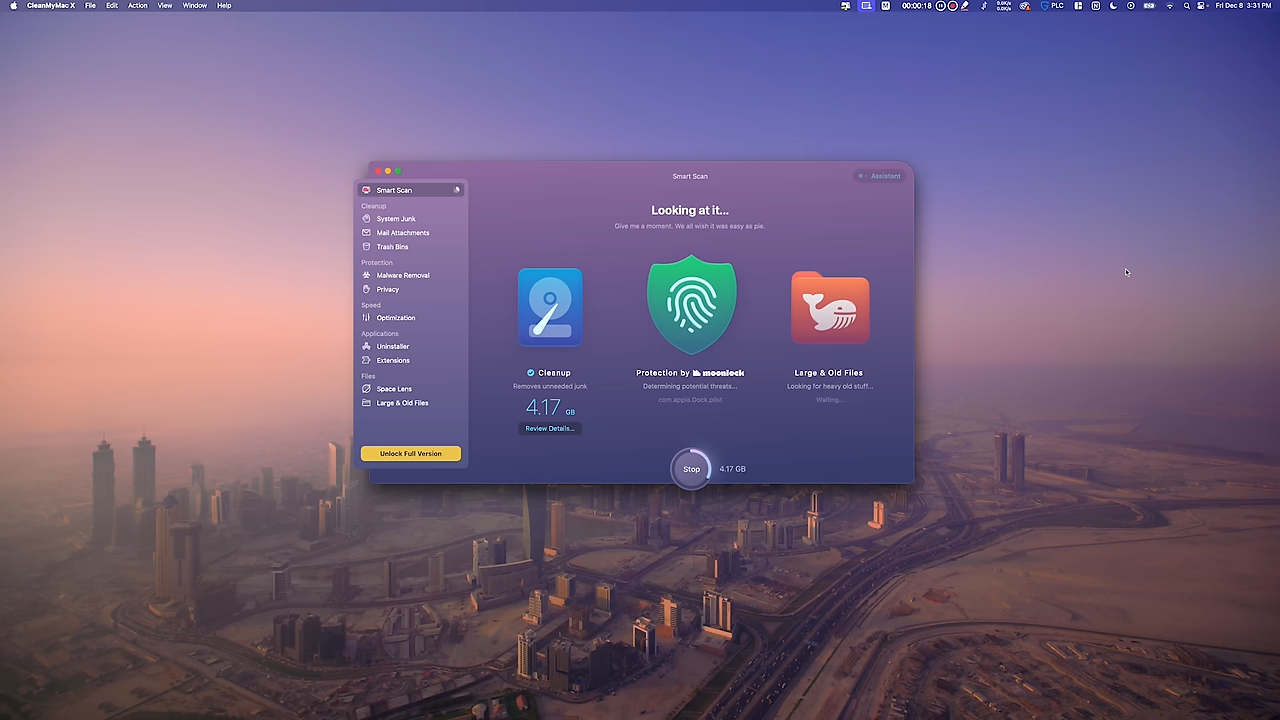 CleanMyMac X File Edit Action View Window Help
00:00:18
0.0K/s
0.0K/s
PLC
Fri Dec 8 3:31 PM
Smart Scan
Assistant
Smart Scan
Cleanup
System Junk
Mail Attachments
Trash Bins
Protection
Malware Removal
Privacy
Speed
Optimization
Applications
Uninstaller
Extensions
Files
Space Lens
Large & Old Files
Unlock Full Version
Looking at it...
Give me a moment. We all wish it was easy as pie.
Cleanup
Removes unneeded junk
4.17 GB
Review Details...
Protection by moonlock
Determining potential threats...
com.apple.Dock.plist
Large & Old Files
Looking for heavy old stuff...
Waiting...
Stop
4.17 GB